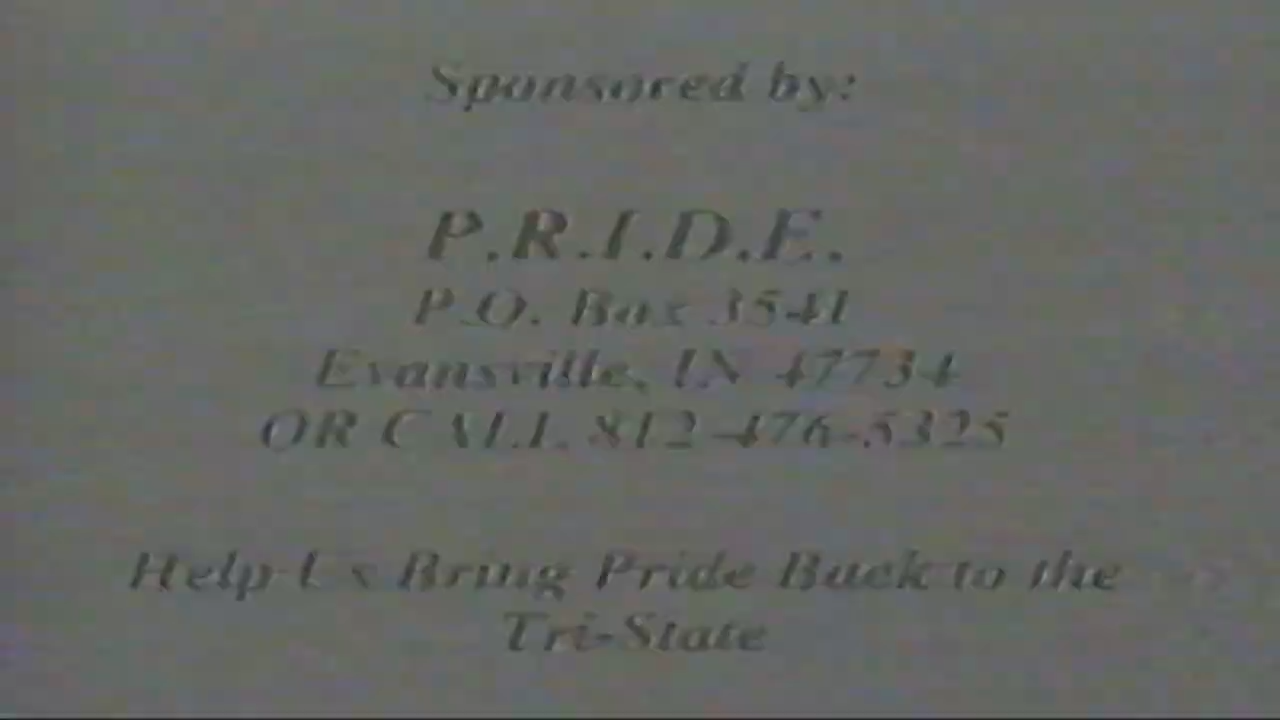 Sponsored by:
P.R.I.D.E.
P.O. Box 3541
Evansville, IN 47734
OR CALL 812-476-5325
Help Us Bring Pride Back to the
Tri-State